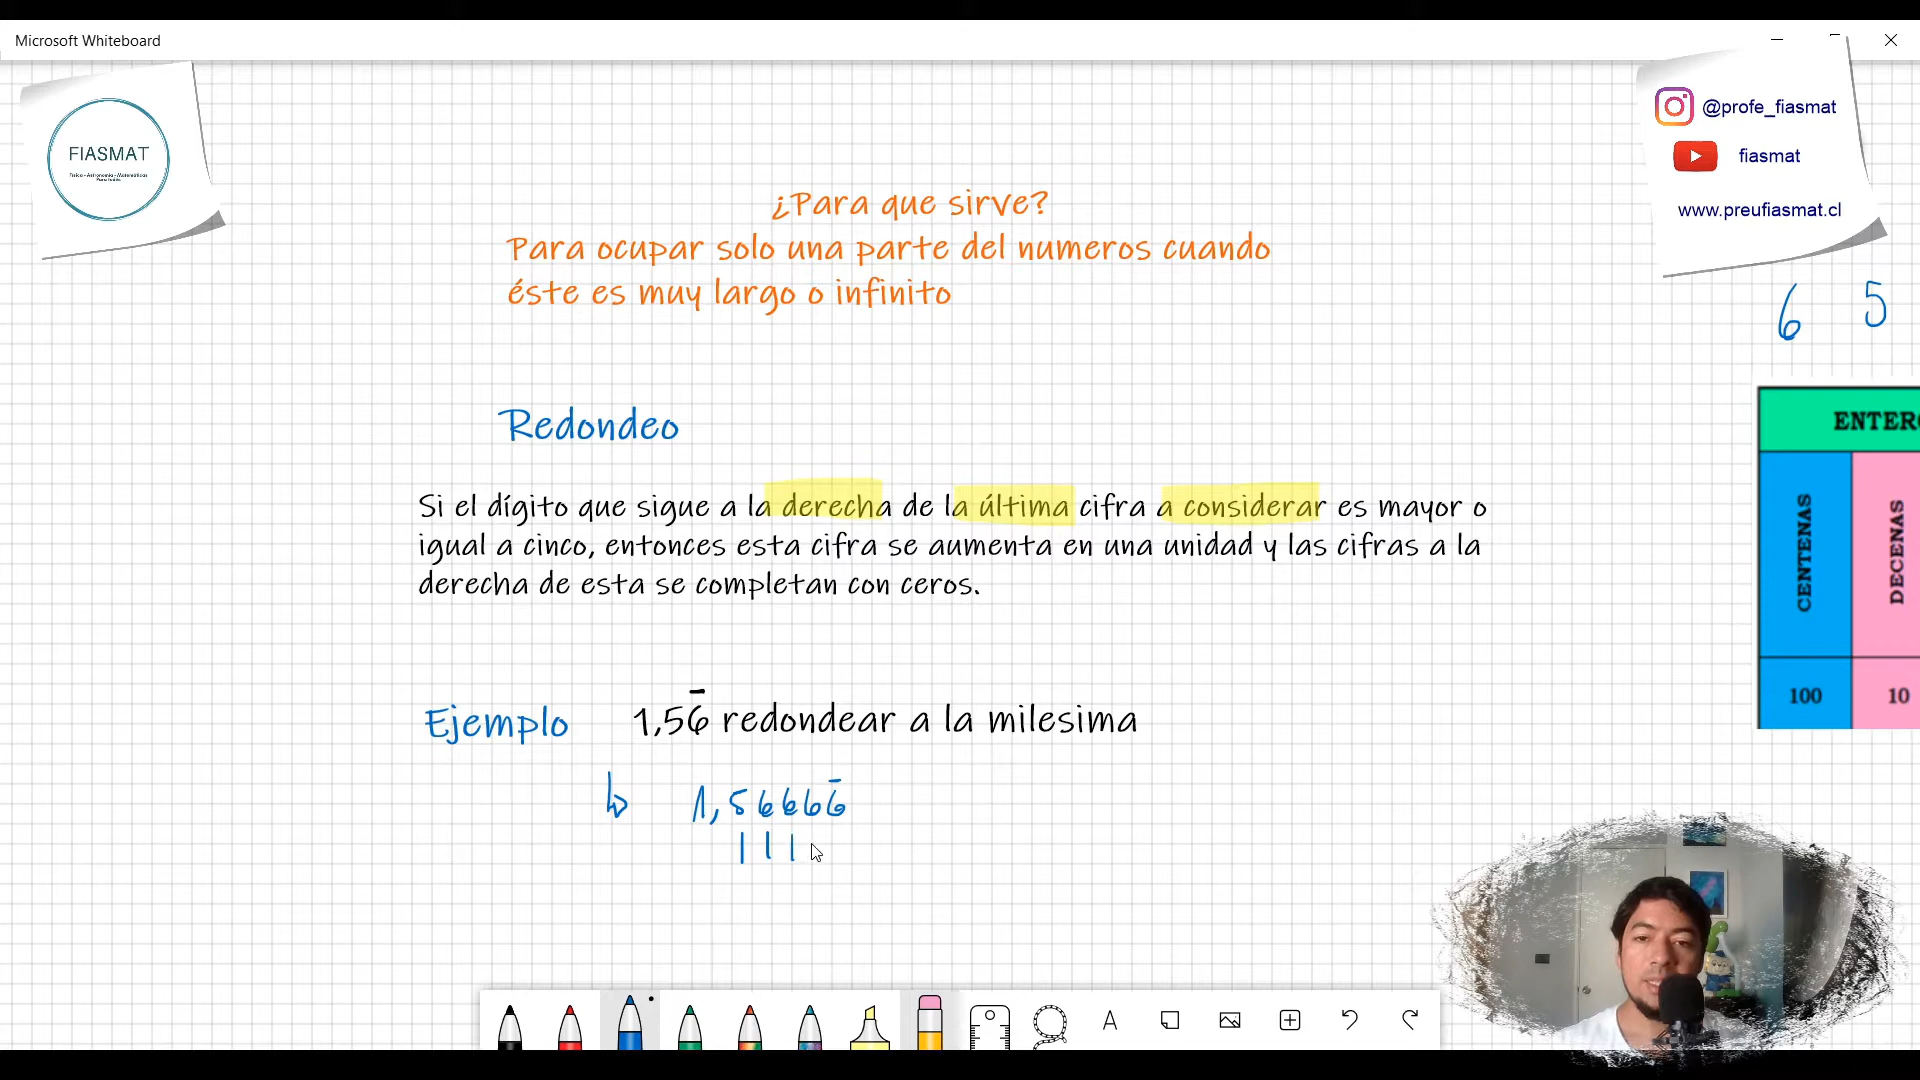 Microsoft Whiteboard
FIASMAT
@profe_fiasmat
fiasmat
www.preufiasmat.cl
¿Para que sirve?
Para ocupar solo una parte del numeros cuando
éste es muy largo o infinito
6 5
Redondeo
ENTERO
CENTENAS
DECENAS
Si el dígito que sigue a la derecha de la última cifra a considerar es mayor o
igual a cinco, entonces esta cifra se aumenta en una unidad y las cifras a la
derecha de esta se completan con ceros.
100 10
Ejemplo 1,56̅ redondear a la milesima
1,56666̅